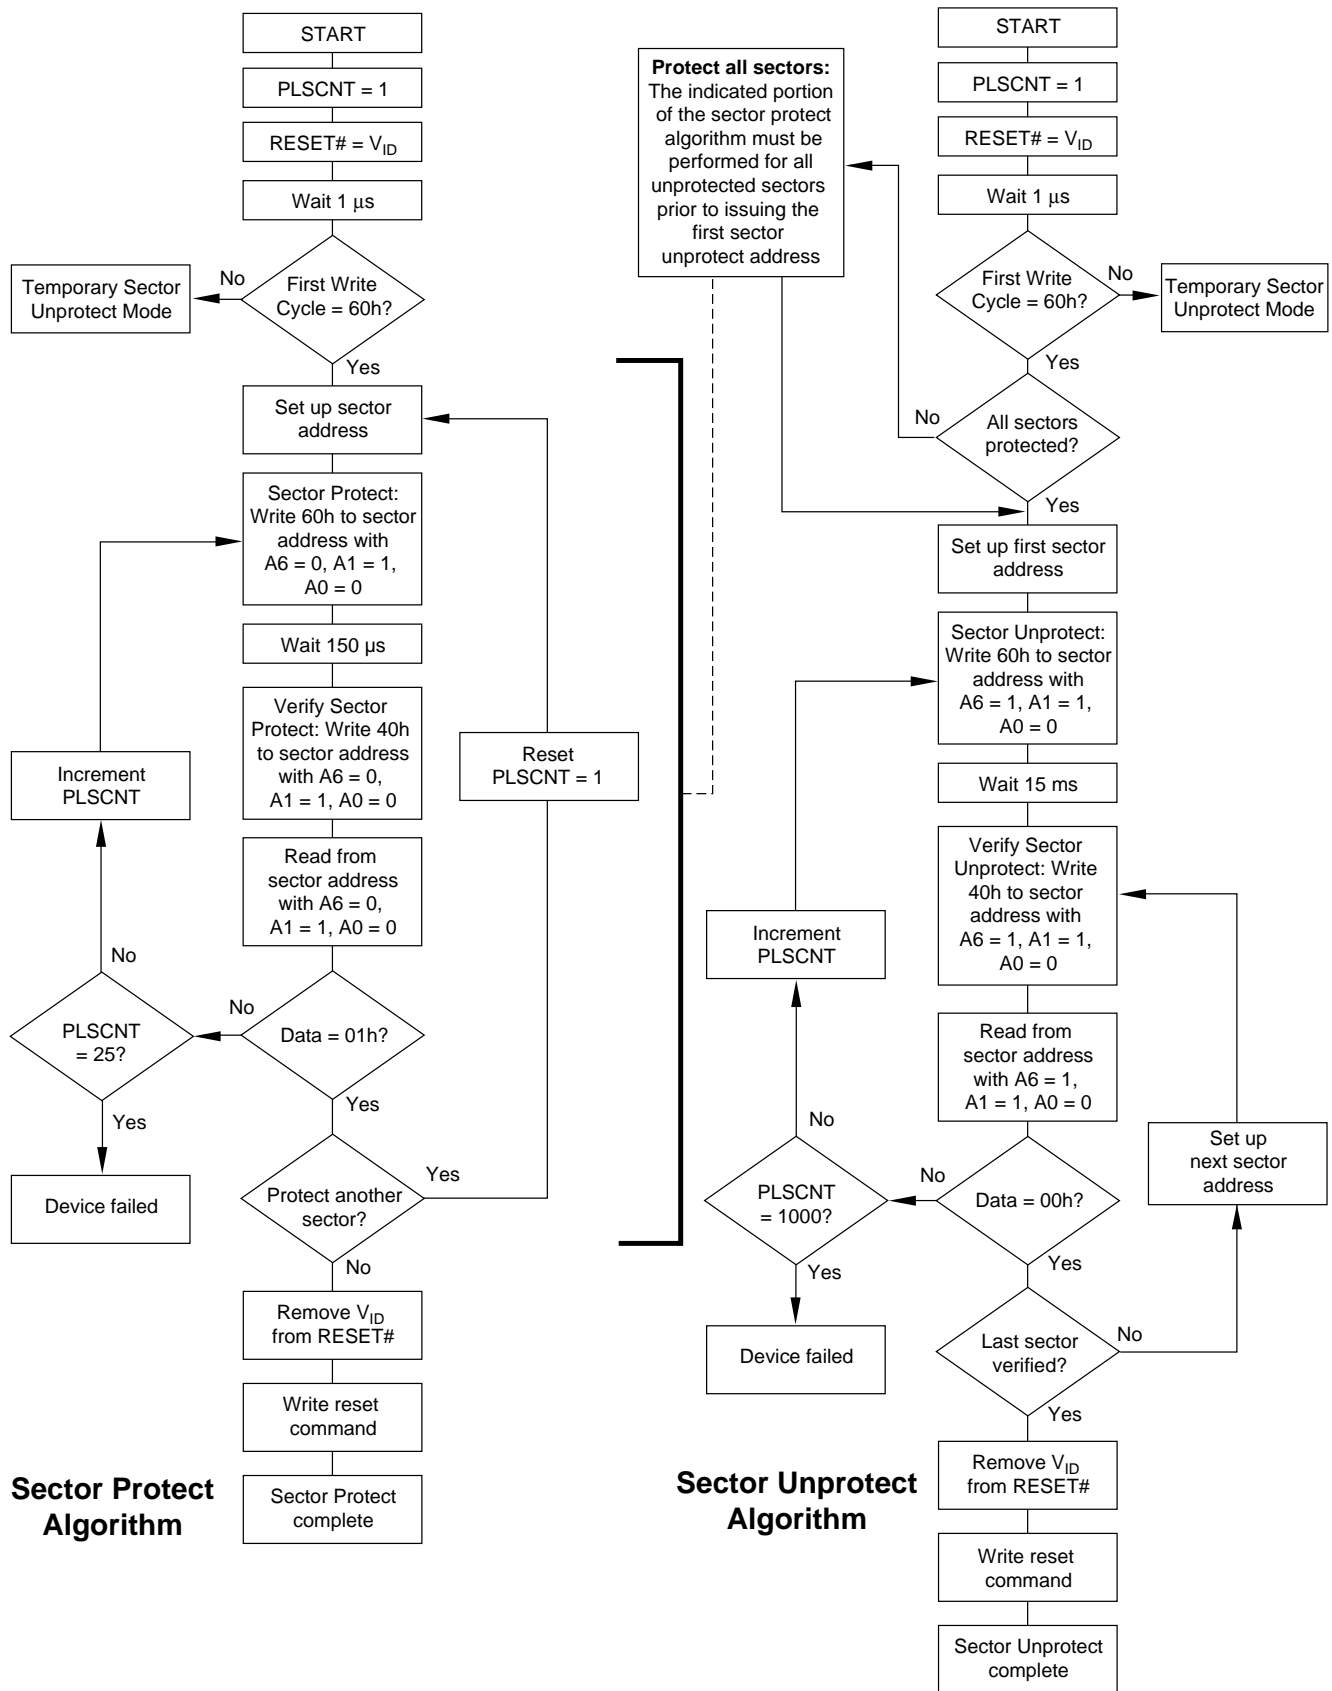 START
PLSCNT = 1
RESET# = VID
Wait 1 μs
First Write
Cycle = 60h?
No
Temporary Sector
Unprotect Mode
Yes
Set up sector
address
Sector Protect:
Write 60h to sector
address with
A6 = 0, A1 = 1,
A0 = 0
Wait 150 µs
Verify Sector
Protect: Write 40h
to sector address
with A6 = 0,
A1 = 1, A0 = 0
Increment
PLSCNT
Reset
PLSCNT = 1
Read from
sector address
with A6 = 0,
A1 = 1, A0 = 0
No
PLSCNT
= 25?
No
Data = 01h?
Yes
Yes
Device failed
Protect another
sector?
Yes
No
Remove VID
from RESET#
Write reset
command
Sector Protect
complete
Sector Protect
Algorithm
Protect all sectors:
The indicated portion
of the sector protect
algorithm must be
performed for all
unprotected sectors
prior to issuing the
first sector
unprotect address
START
PLSCNT = 1
RESET# = VID
Wait 1 μs
First Write
Cycle = 60h?
No
Temporary Sector
Unprotect Mode
Yes
No
All sectors
protected?
Yes
Set up first sector
address
Sector Unprotect:
Write 60h to sector
address with
A6 = 1, A1 = 1,
A0 = 0
Wait 15 ms
Verify Sector
Unprotect: Write
40h to sector
address with
A6 = 1, A1 = 1,
A0 = 0
Increment
PLSCNT
Read from
sector address
with A6 = 1,
A1 = 1, A0 = 0
No
PLSCNT
= 1000?
No
Data = 00h?
Set up
next sector
address
Yes
Yes
Device failed
Last sector
verified?
No
Yes
Remove VID
from RESET#
Write reset
command
Sector Unprotect
complete
Sector Unprotect
Algorithm